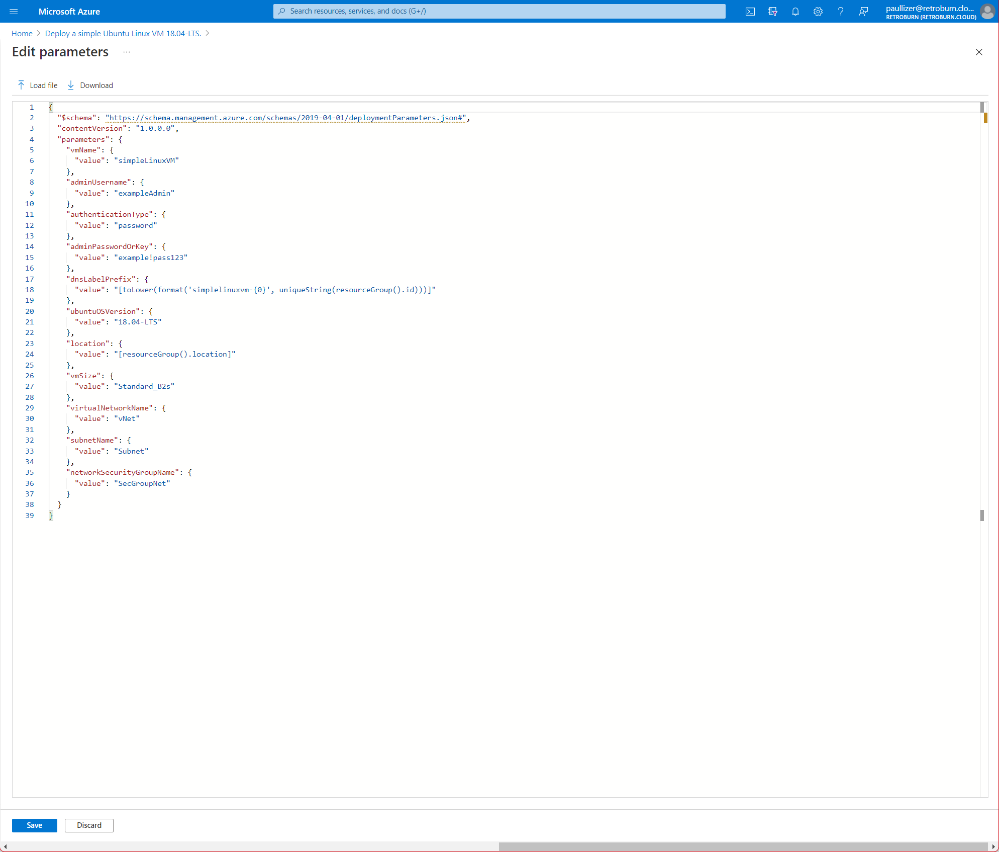 Microsoft Azure
Search resources, services, and docs (G+/)
paullizer@retroburn.clo...
RETROBURN (RETROBURN.CLOUD)
Home > Deploy a simple Ubuntu Linux VM 18.04-LTS. >
Edit parameters ...
Load file Download
1 {
2 "$schema": "https://schema.management.azure.com/schemas/2019-04-01/deploymentParameters.json#",
3 "contentVersion": "1.0.0.0",
4 "parameters": {
5 "vmName": {
6 "value": "simpleLinuxVM"
7 },
8 "adminUsername": {
9 "value": "exampleAdmin"
10 },
11 "authenticationType": {
12 "value": "password"
13 },
14 "adminPasswordOrKey": {
15 "value": "example!pass123"
16 },
17 "dnsLabelPrefix": {
18 "value": "[toLower(format('simplelinuxvm-{0}', uniqueString(resourceGroup().id)))]"
19 },
20 "ubuntuOSVersion": {
21 "value": "18.04-LTS"
22 },
23 "location": {
24 "value": "[resourceGroup().location]"
25 },
26 "vmSize": {
27 "value": "Standard_B2s"
28 },
29 "virtualNetworkName": {
30 "value": "vNet"
31 },
32 "subnetName": {
33 "value": "Subnet"
34 },
35 "networkSecurityGroupName": {
36 "value": "SecGroupNet"
37 }
38 }
39 }
Save Discard